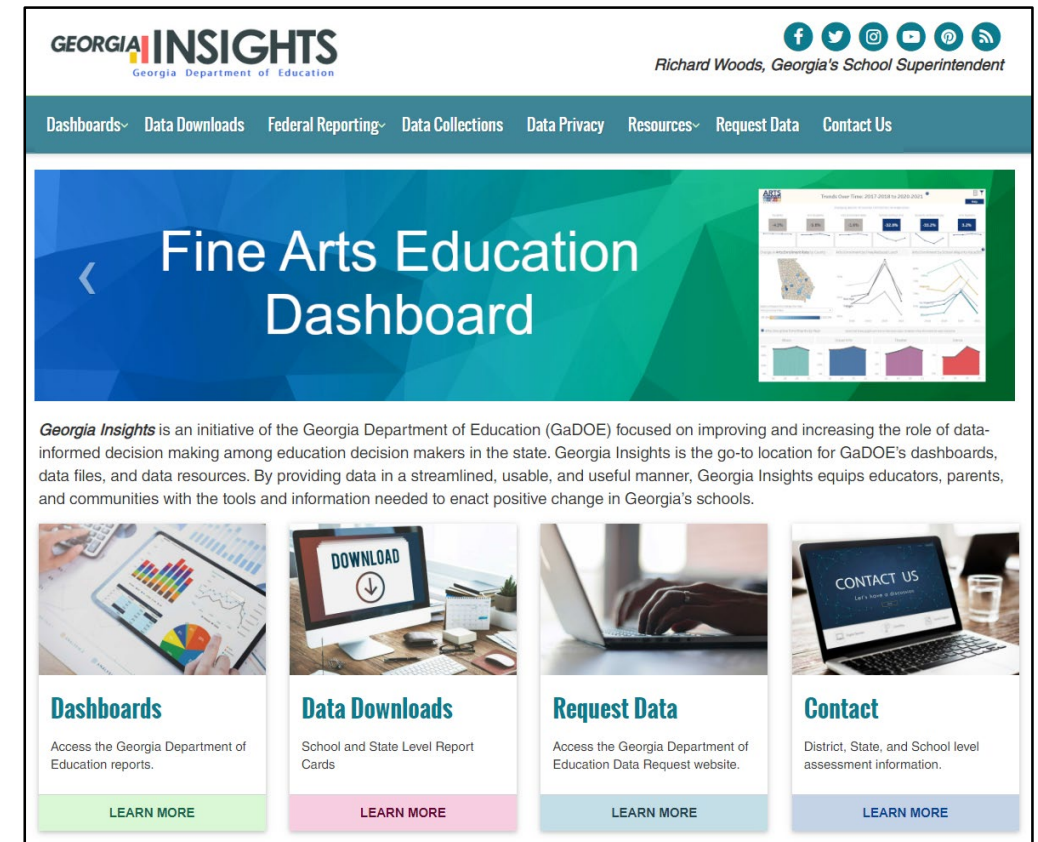 GEORGIA INSIGHTS
Georgia Department of Education
Richard Woods, Georgia's School Superintendent
Dashboards Data Downloads Federal Reporting Data Collections Data Privacy Resources Request Data Contact Us
Fine Arts Education
Dashboard
ARTS
Trends Over Time: 2017-2018 to 2020-2021
Georgia Insights is an initiative of the Georgia Department of Education (GaDOE) focused on improving and increasing the role of data-
informed decision making among education decision makers in the state. Georgia Insights is the go-to location for GaDOE's dashboards,
data files, and data resources. By providing data in a streamlined, usable, and useful manner, Georgia Insights equips educators, parents,
and communities with the tools and information needed to enact positive change in Georgia's schools.
DOWNLOAD
CONTACT US
Dashboards
Access the Georgia Department of
Education reports.
LEARN MORE
Data Downloads
School and State Level Report
Cards
LEARN MORE
Request Data
Access the Georgia Department of
Education Data Request website.
LEARN MORE
Contact
District, State, and School level
assessment information.
LEARN MORE